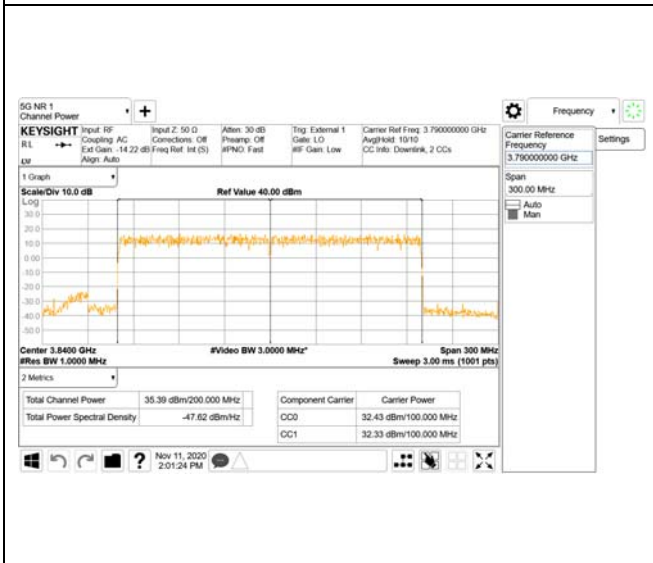 5G NR 1
Channel Power
Frequency
KEYSIGHT
RL
Input: RF
Coupling: AC
Ext Gain: -14.22 dB
Align: Auto
Input Z: 50 Ω
Corrections: Off
Freq Ref: Int (S)
Atten: 30 dB
Preamp: Off
#PNO: Fast
Trig: External 1
Gate: LO
#IF Gain: Low
Carrier Ref Freq: 3.790000000 GHz
Avg|Hold: 10/10
CC Info: Downlink, 2 CCs
Carrier Reference
Frequency
3.790000000 GHz
Settings
Span
300.00 MHz
Auto
Man
1 Graph
Scale/Div 10.0 dB
Ref Value 40.00 dBm
Log
30.0
20.0
10.0
0.00
-10.0
-20.0
-30.0
-40.0
-50.0
Center 3.8400 GHz
#Video BW 3.0000 MHz*
Span 300 MHz
#Res BW 1.0000 MHz
Sweep 3.00 ms (1001 pts)
2 Metrics
Total Channel Power 35.39 dBm/200.000 MHz
Total Power Spectral Density -47.62 dBm/Hz
Component Carrier Carrier Power
CC0 32.43 dBm/100.000 MHz
CC1 32.33 dBm/100.000 MHz
?
Nov 11, 2020
2:01:24 PM